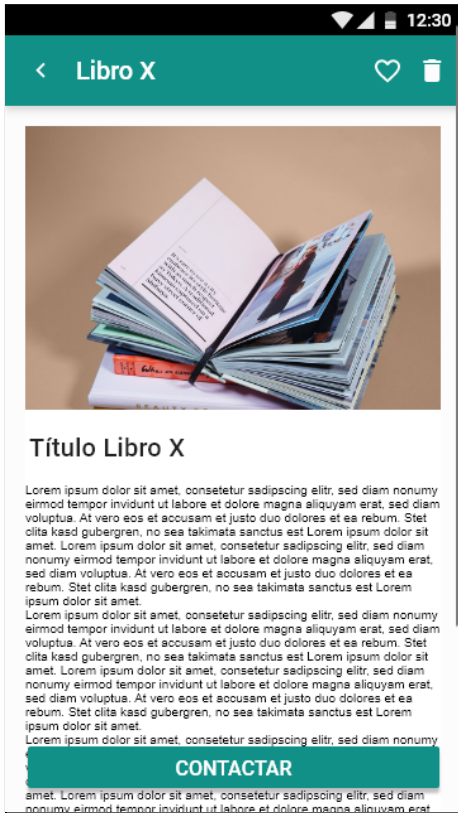 12:30
Libro X
Título Libro X
Lorem ipsum dolor sit amet, consetetur sadipscing elitr, sed diam nonumy
eirmod tempor invidunt ut labore et dolore magna aliquyam erat, sed diam
voluptua. At vero eos et accusam et justo duo dolores et ea rebum. Stet
clita kasd gubergren, no sea takimata sanctus est Lorem ipsum dolor sit
amet. Lorem ipsum dolor sit amet, consetetur sadipscing elitr, sed diam
nonumy eirmod tempor invidunt ut labore et dolore magna aliquyam erat,
sed diam voluptua. At vero eos et accusam et justo duo dolores et ea
rebum. Stet clita kasd gubergren, no sea takimata sanctus est Lorem
ipsum dolor sit amet.
Lorem ipsum dolor sit amet, consetetur sadipscing elitr, sed diam nonumy
eirmod tempor invidunt ut labore et dolore magna aliquyam erat, sed diam
voluptua. At vero eos et accusam et justo duo dolores et ea rebum. Stet
clita kasd gubergren, no sea takimata sanctus est Lorem ipsum dolor sit
amet. Lorem ipsum dolor sit amet, consetetur sadipscing elitr, sed diam
nonumy eirmod tempor invidunt ut labore et dolore magna aliquyam erat,
sed diam voluptua. At vero eos et accusam et justo duo dolores et ea
rebum. Stet clita kasd gubergren, no sea takimata sanctus est Lorem
ipsum dolor sit amet.
Lorem ipsum dolor sit amet, consetetur sadipscing elitr, sed diam nonumy
CONTACTAR
amet. Lorem ipsum dolor sit amet, consetetur sadipscing elitr, sed diam
nonumy eirmod tempor invidunt ut labore et dolore magna aliquyam erat,